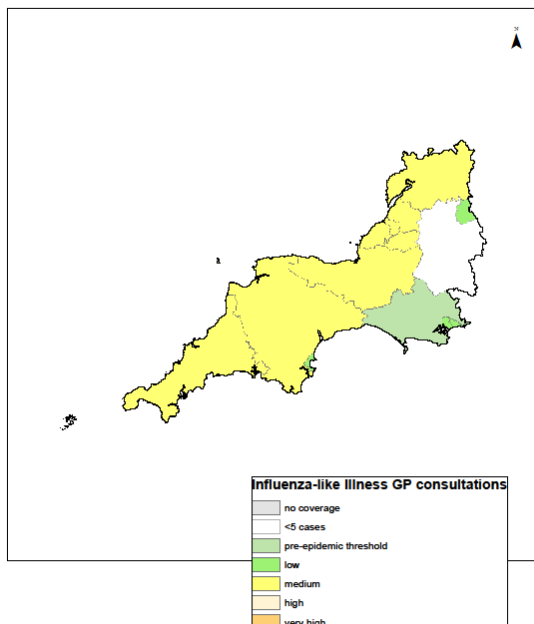 N
Influenza-like Illness GP consultations
no coverage
<5 cases
pre-epidemic threshold
low
medium
high
very high